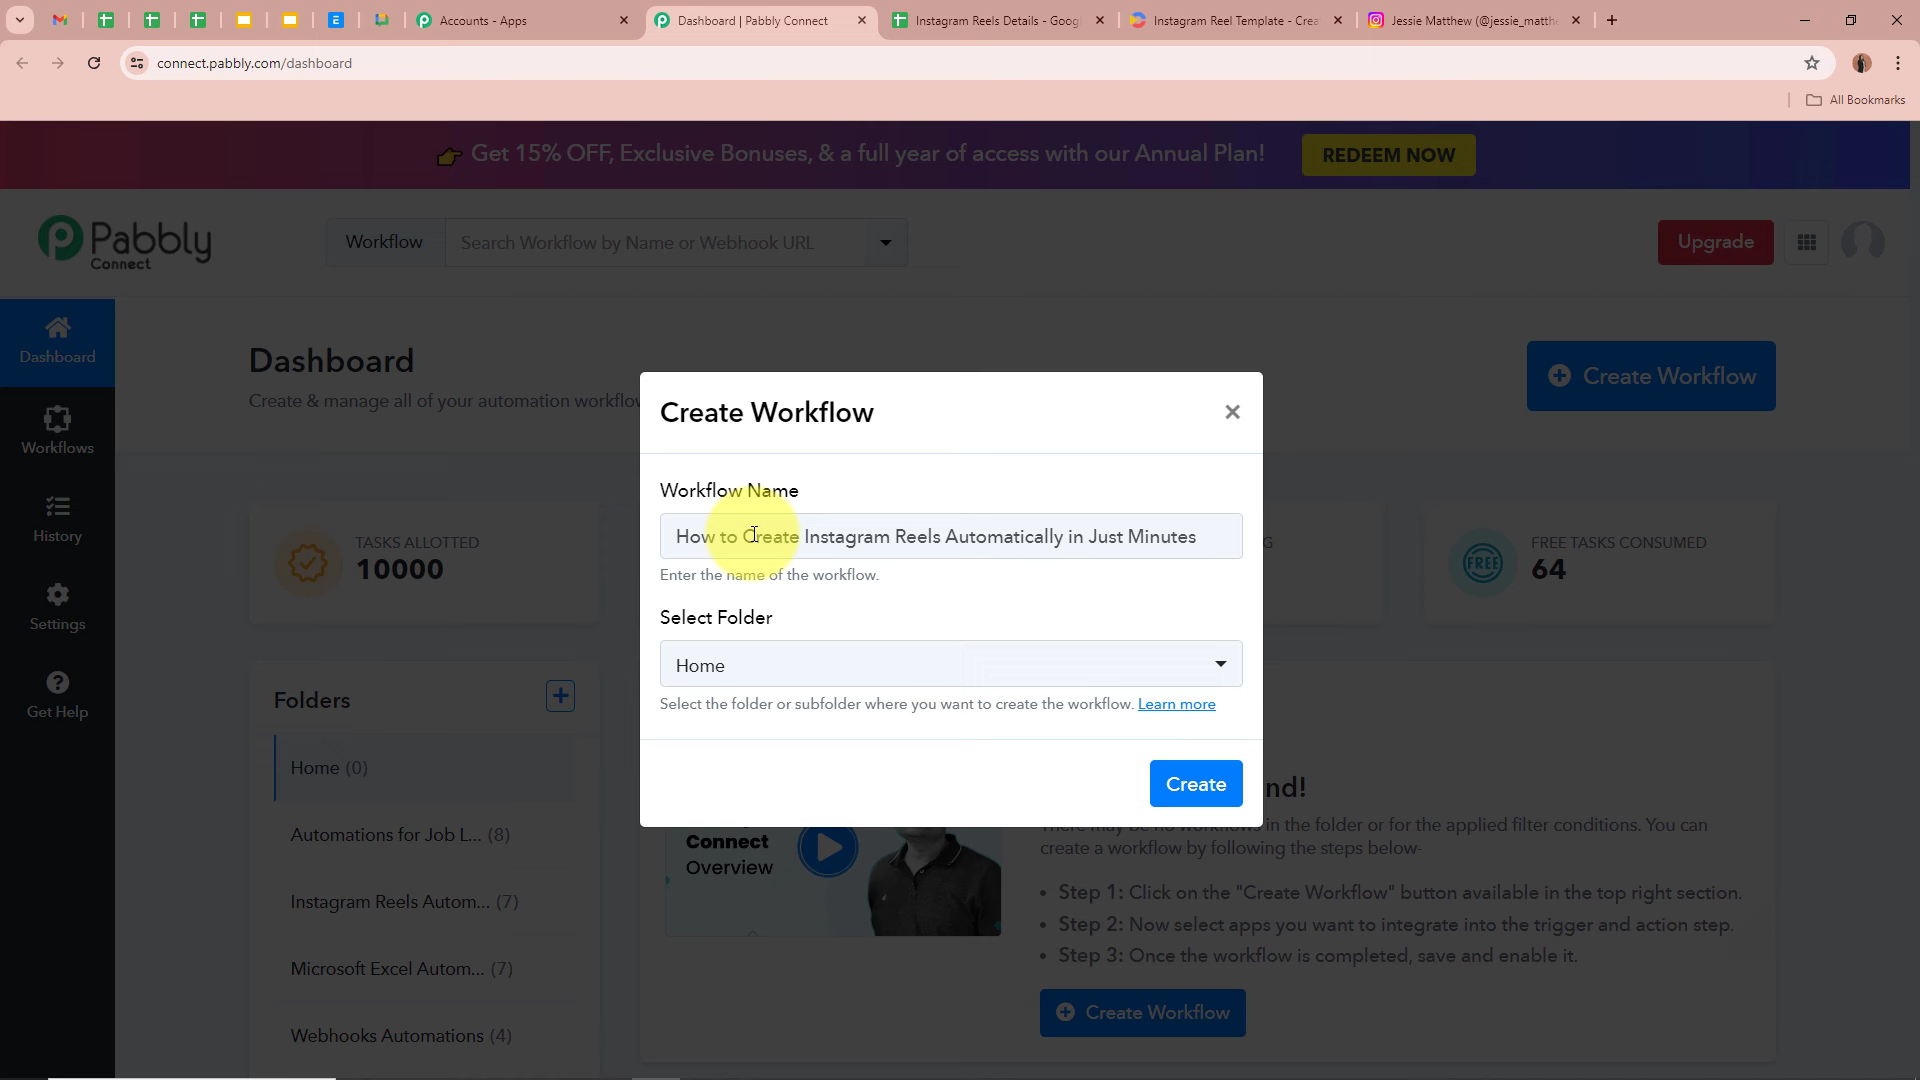 Accounts - Apps
Dashboard | Pabbly Connect
Instagram Reels Details - Goog
Instagram Reel Template - Crea
Jessie Matthew (@jessie_matth
connect.pabbly.com/dashboard
All Bookmarks
Get 15% OFF, Exclusive Bonuses, & a full year of access with our Annual Plan!
REDEEM NOW
Pabbly
Connect
Workflow
Search Workflow by Name or Webhook URL
Upgrade
Dashboard
Workflows
History
Settings
Get Help
Dashboard
Create & manage all of your automation workflow
Create Workflow
TASKS ALLOTTED
10000
G
FREE TASKS CONSUMED
FREE
64
Create Workflow
Workflow Name
How to Create Instagram Reels Automatically in Just Minutes
Enter the name of the workflow.
Select Folder
Home
Select the folder or subfolder where you want to create the workflow. Learn more
Create
Folders
Home (0)
Automations for Job L... (8)
Instagram Reels Autom... (7)
Microsoft Excel Autom... (7)
Webhooks Automations (4)
Connect
Overview
nd!
There may be no workflows in the folder or for the applied filter conditions. You can
create a workflow by following the steps below-
• Step 1: Click on the "Create Workflow" button available in the top right section.
• Step 2: Now select apps you want to integrate into the trigger and action step.
• Step 3: Once the workflow is completed, save and enable it.
Create Workflow